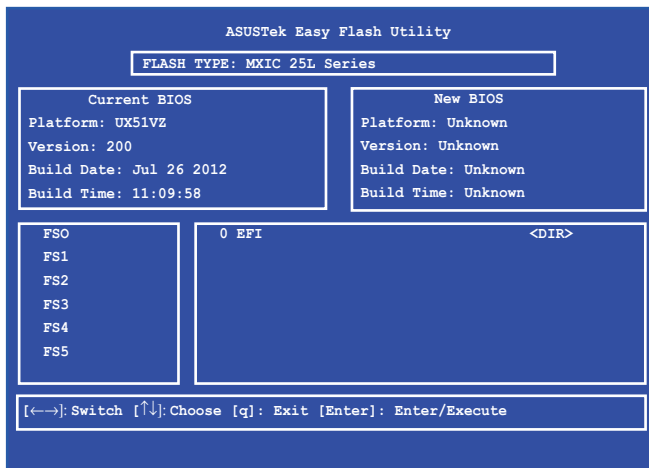 ASUSTek Easy Flash Utility
FLASH TYPE: MXIC 25L Series
Current BIOS
Platform: UX51VZ
Version: 200
Build Date: Jul 26 2012
Build Time: 11:09:58
New BIOS
Platform: Unknown
Version: Unknown
Build Date: Unknown
Build Time: Unknown
FSO
FS1
FS2
FS3
FS4
FS5
0 EFI <DIR>
[←→]: Switch [↑↓]: Choose [q]: Exit [Enter]: Enter/Execute